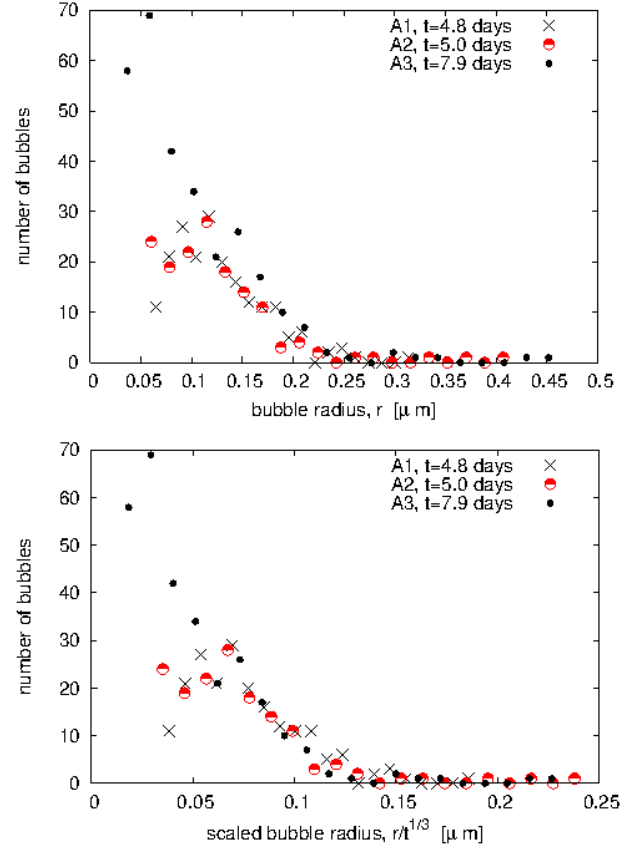 70
60
50
40
30
20
10
0
number of bubbles
A1, t=4.8 days
A2, t=5.0 days
A3, t=7.9 days
0 0.05 0.1 0.15 0.2 0.25 0.3 0.35 0.4 0.45 0.5
bubble radius, r [μ m]
70
60
50
40
30
20
10
0
number of bubbles
A1, t=4.8 days
A2, t=5.0 days
A3, t=7.9 days
0 0.05 0.1 0.15 0.2 0.25
scaled bubble radius, r/t^1/3 [μ m]